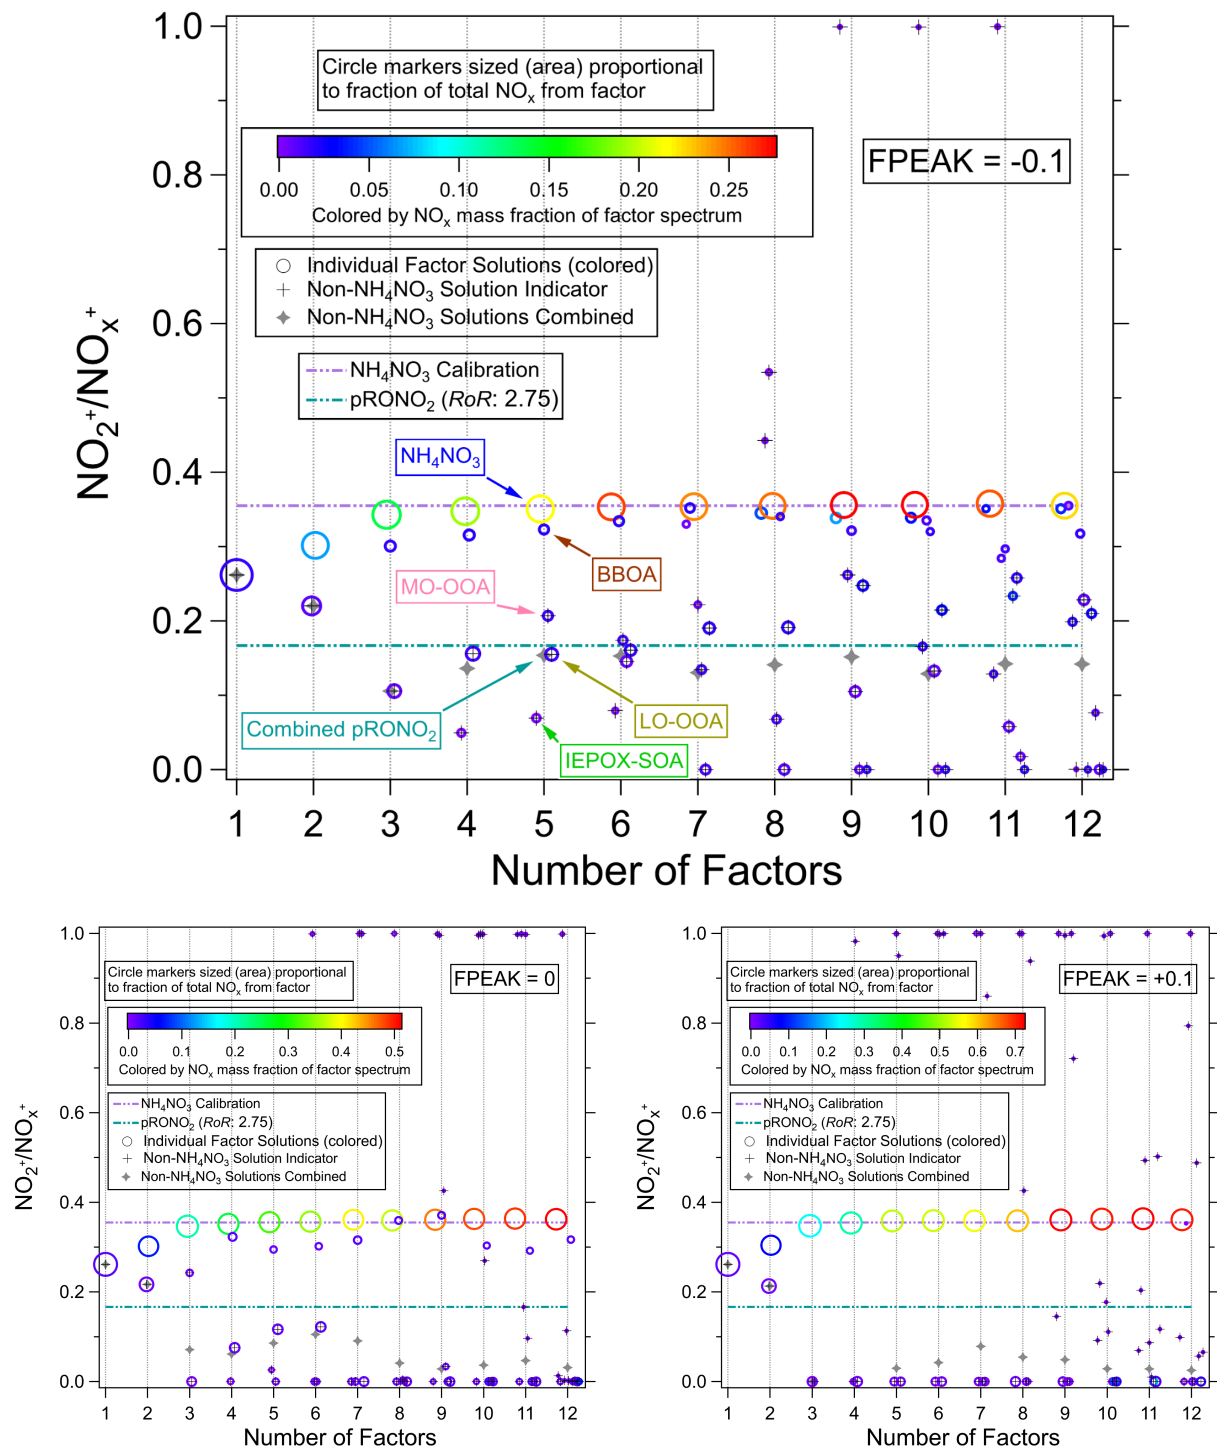 1.0
Circle markers sized (area) proportional
to fraction of total NOx from factor
FPEAK = -0.1
0.8
0.00 0.05 0.10 0.15 0.20 0.25
Colored by NOx mass fraction of factor spectrum
Individual Factor Solutions (colored)
Non-NH4NO3 Solution Indicator
Non-NH4NO3 Solutions Combined
0.6
NO2+/NOx+
NH4NO3 Calibration
pRONO2 (RoR: 2.75)
NH4NO3
0.4
BBOA
MO-OOA
0.2
LO-OOA
Combined pRONO2
IEPOX-SOA
0.0
1 2 3 4 5 6 7 8 9 10 11 12
Number of Factors
1.0
Circle markers sized (area) proportional
to fraction of total NOx from factor
FPEAK = 0
0.8
0.0 0.1 0.2 0.3 0.4 0.5
Colored by NOx mass fraction of factor spectrum
NH4NO3 Calibration
pRONO2 (RoR: 2.75)
Individual Factor Solutions (colored)
Non-NH4NO3 Solution Indicator
Non-NH4NO3 Solutions Combined
0.6
NO2+/NOx+
0.4
0.2
0.0
1 2 3 4 5 6 7 8 9 10 11 12
Number of Factors
1.0
Circle markers sized (area) proportional
to fraction of total NOx from factor
FPEAK = +0.1
0.8
0.0 0.1 0.2 0.3 0.4 0.5 0.6 0.7
Colored by NOx mass fraction of factor spectrum
NH4NO3 Calibration
pRONO2 (RoR: 2.75)
Individual Factor Solutions (colored)
Non-NH4NO3 Solution Indicator
Non-NH4NO3 Solutions Combined
0.6
NO2+/NOx+
0.4
0.2
0.0
1 2 3 4 5 6 7 8 9 10 11 12
Number of Factors